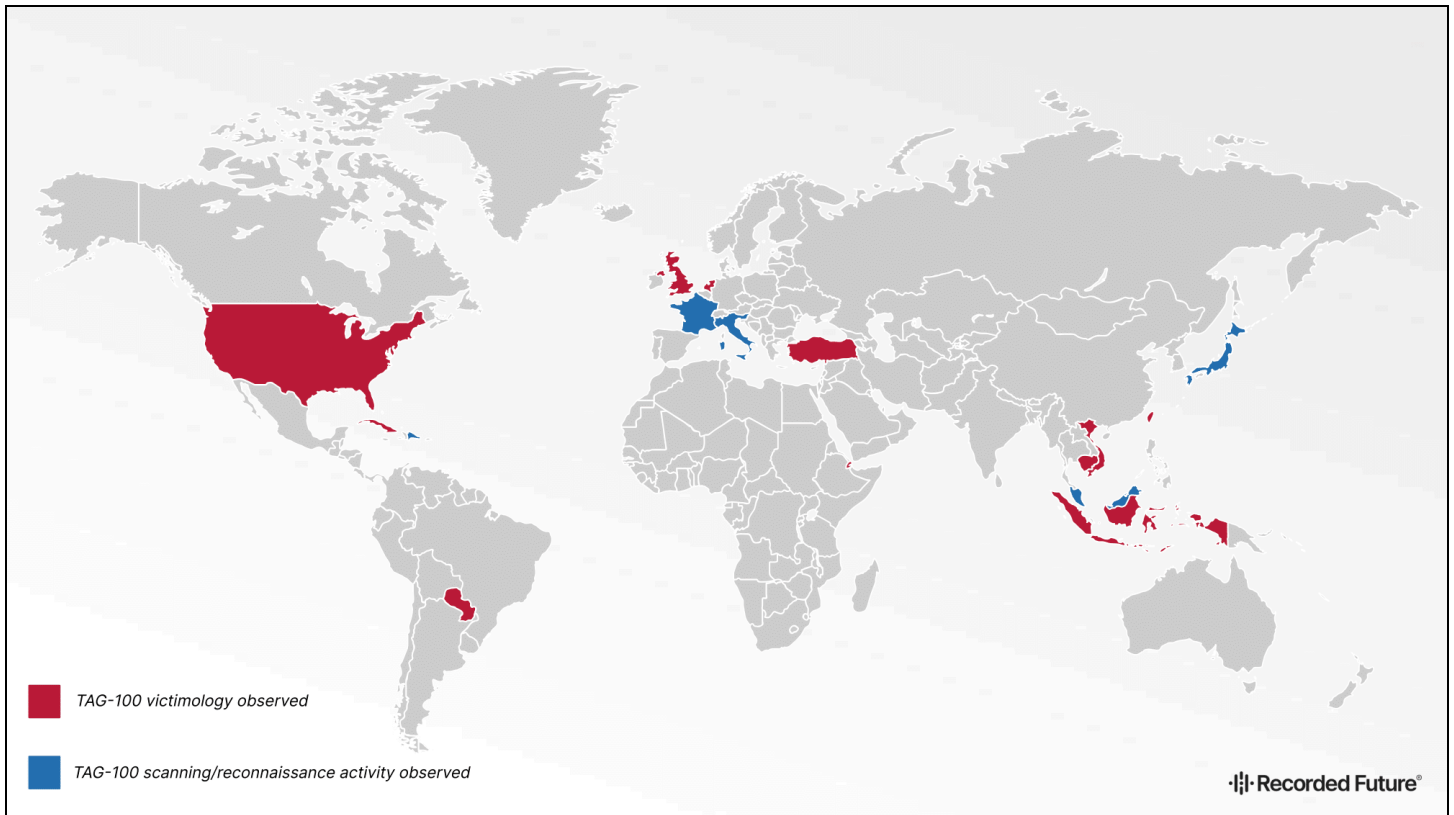 TAG-100 victimology observed
TAG-100 scanning/reconnaissance activity observed
Recorded Future®